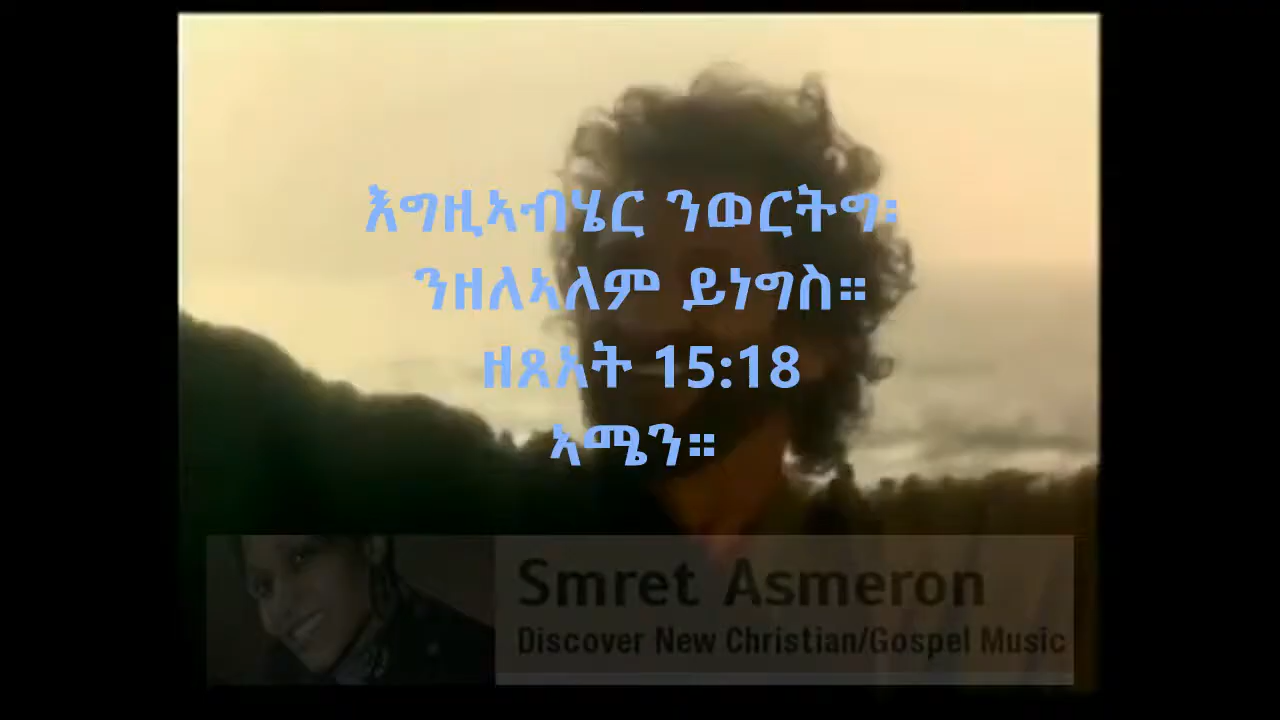 እግዚኣብሄር ንወርትግ፡
ንዘለኣለም ይነግስ።
ዘጸአት 15:18
ኣሜን።
Smret Asmeron
Discover New Christian/Gospel Music